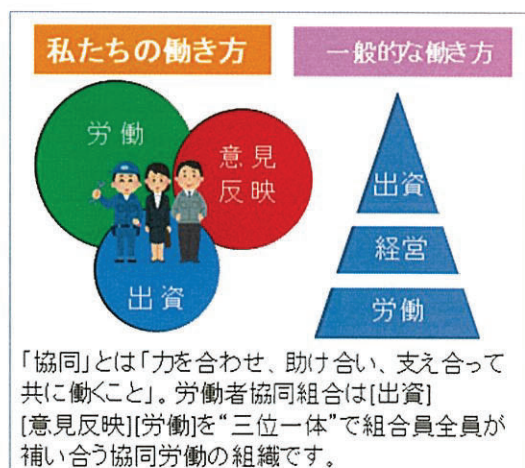 私たちの働き方
一般的な働き方
労働
意見
反映
出資
出資
経営
労働
「協同」とは「力を合わせ、助け合い、支え合って
共に働くこと」。労働者協同組合は[出資]
[意見反映][労働]を“三位一体”で組合員全員が
補い合う協同労働の組織です。